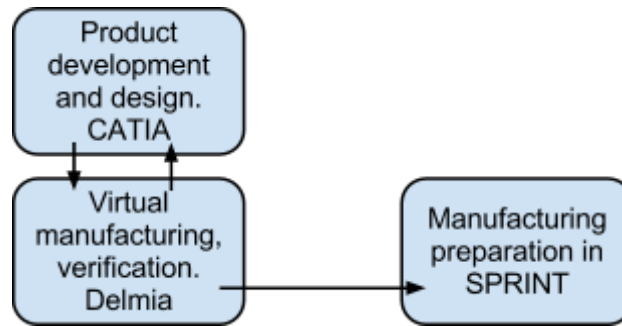 Product
development
and design.
CATIA
Virtual
manufacturing,
verification.
Delmia
Manufacturing
preparation in
SPRINT